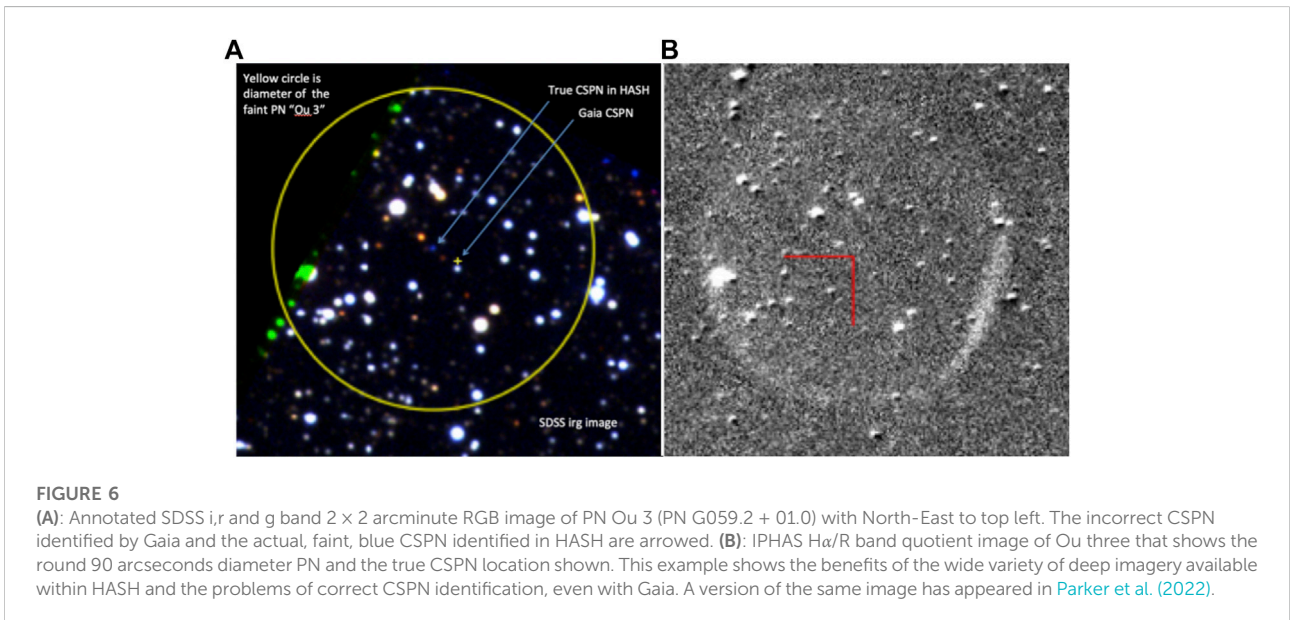 A
B
Yellow circle is
diameter of the
faint PN "Ou 3"
True CSPN in HASH
Gaia CSPN
SDSS irg image
FIGURE 6
(A): Annotated SDSS i,r and g band 2 × 2 arcminute RGB image of PN Ou 3 (PN G059.2 + 01.0) with North-East to top left. The incorrect CSPN
identified by Gaia and the actual, faint, blue CSPN identified in HASH are arrowed. (B): IPHAS Hα/R band quotient image of Ou three that shows the
round 90 arcseconds diameter PN and the true CSPN location shown. This example shows the benefits of the wide variety of deep imagery available
within HASH and the problems of correct CSPN identification, even with Gaia. A version of the same image has appeared in Parker et al. (2022).